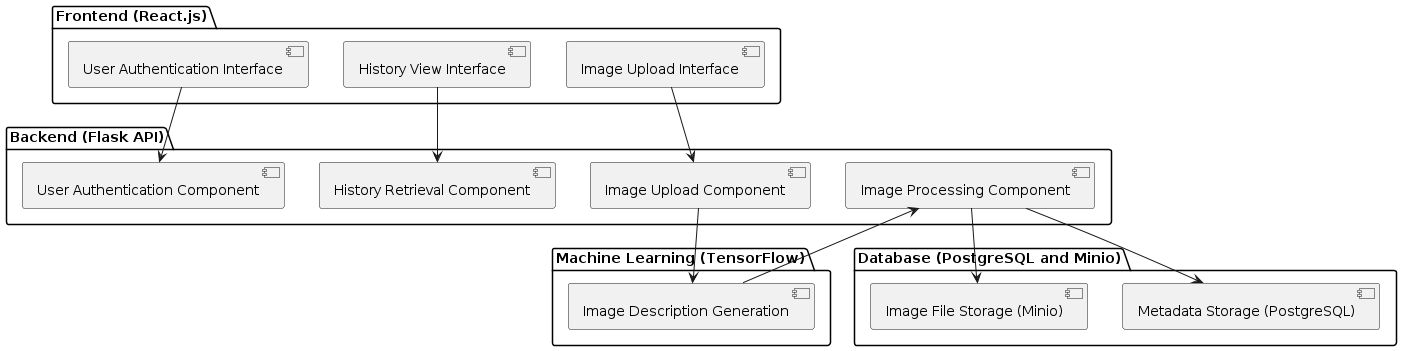 Frontend (React.js)
User Authentication Interface
History View Interface
Image Upload Interface
Backend (Flask API)
User Authentication Component
History Retrieval Component
Image Upload Component
Image Processing Component
Machine Learning (TensorFlow)
Image Description Generation
Database (PostgreSQL and Minio)
Image File Storage (Minio)
Metadata Storage (PostgreSQL)